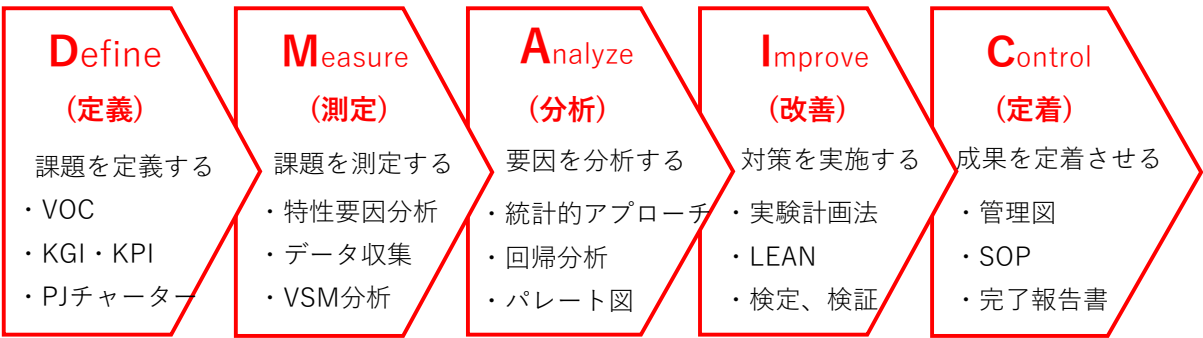 Define
(定義)
課題を定義する
・VOC
・KGI・KPI
・PJチャーター
Measure
(測定)
課題を測定する
・特性要因分析
・データ収集
・VSM分析
Analyze
(分析)
要因を分析する
・統計的アプローチ
・回帰分析
・パレート図
Improve
(改善)
対策を実施する
・実験計画法
・LEAN
・検定、検証
Control
(定着)
成果を定着させる
・管理図
・SOP
・完了報告書